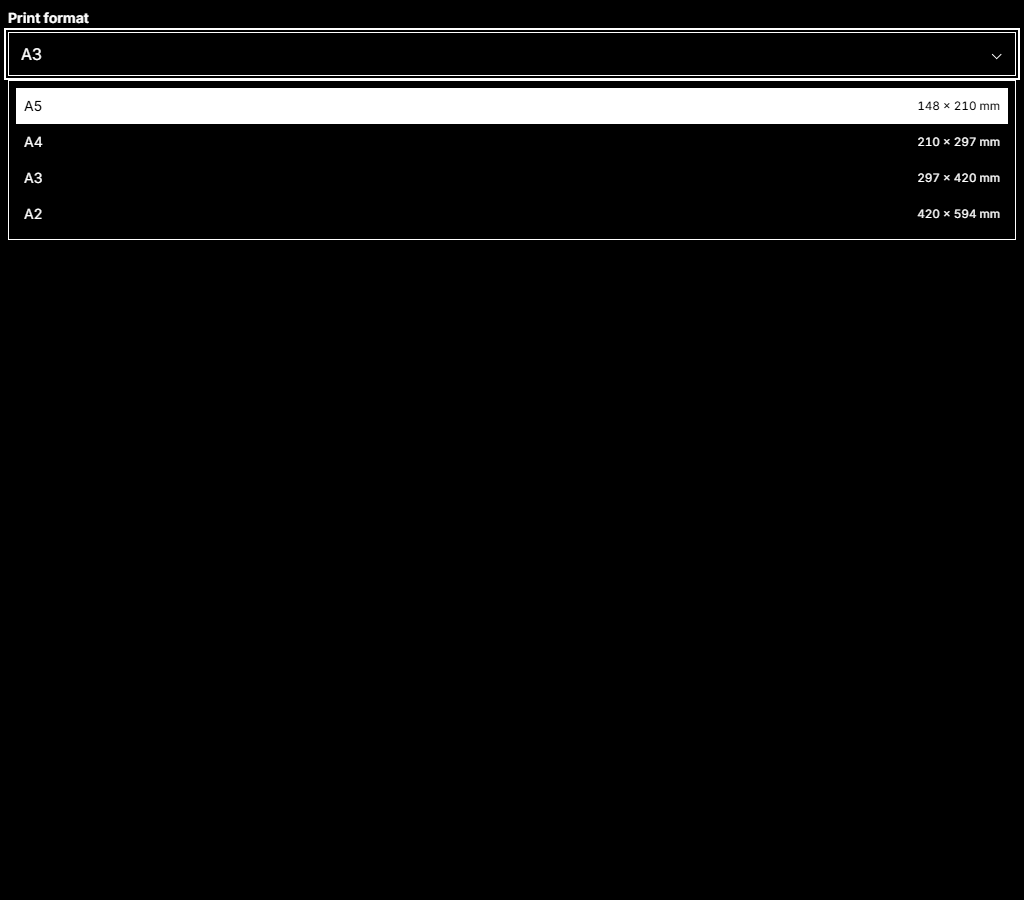 Print format
A3
A5 148 × 210 mm
A4 210 × 297 mm
A3 297 × 420 mm
A2 420 × 594 mm